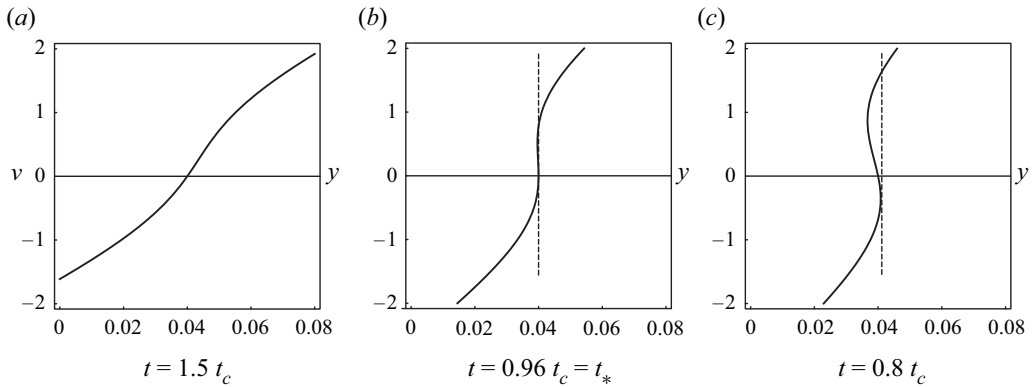 (a) (b) (c)
2 2 2
1 1 1
v 0 y 0 y 0 y
–1 –1 –1
–2 –2 –2
0 0.02 0.04 0.06 0.08 0 0.02 0.04 0.06 0.08 0 0.02 0.04 0.06 0.08
t = 1.5 t_c t = 0.96 t_c = t_* t = 0.8 t_c